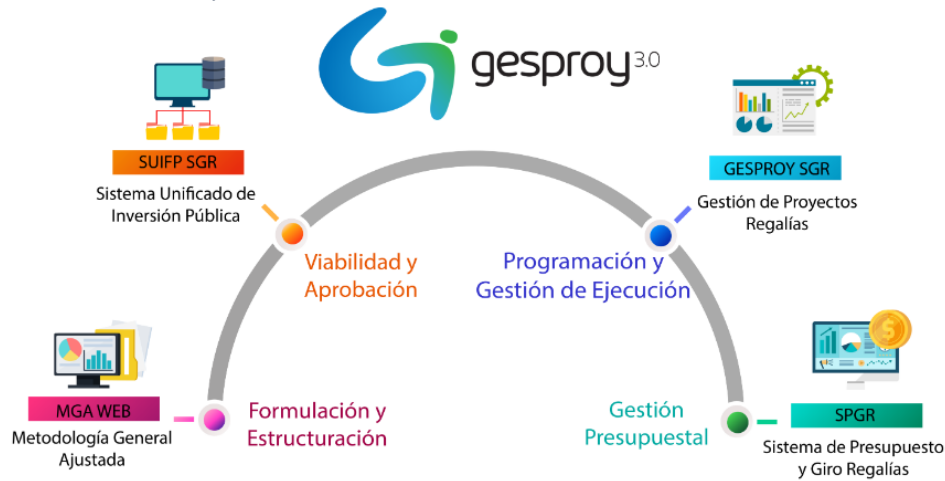 gesproy 3.0
SUIFP SGR
Sistema Unificado de
Inversión Pública
GESPROY SGR
Gestión de Proyectos
Regalías
Viabilidad y
Aprobación
Programación y
Gestión de Ejecución
MGA WEB
Metodología General
Ajustada
Formulación y
Estructuración
Gestión
Presupuestal
SPGR
Sistema de Presupuesto
y Giro Regalías